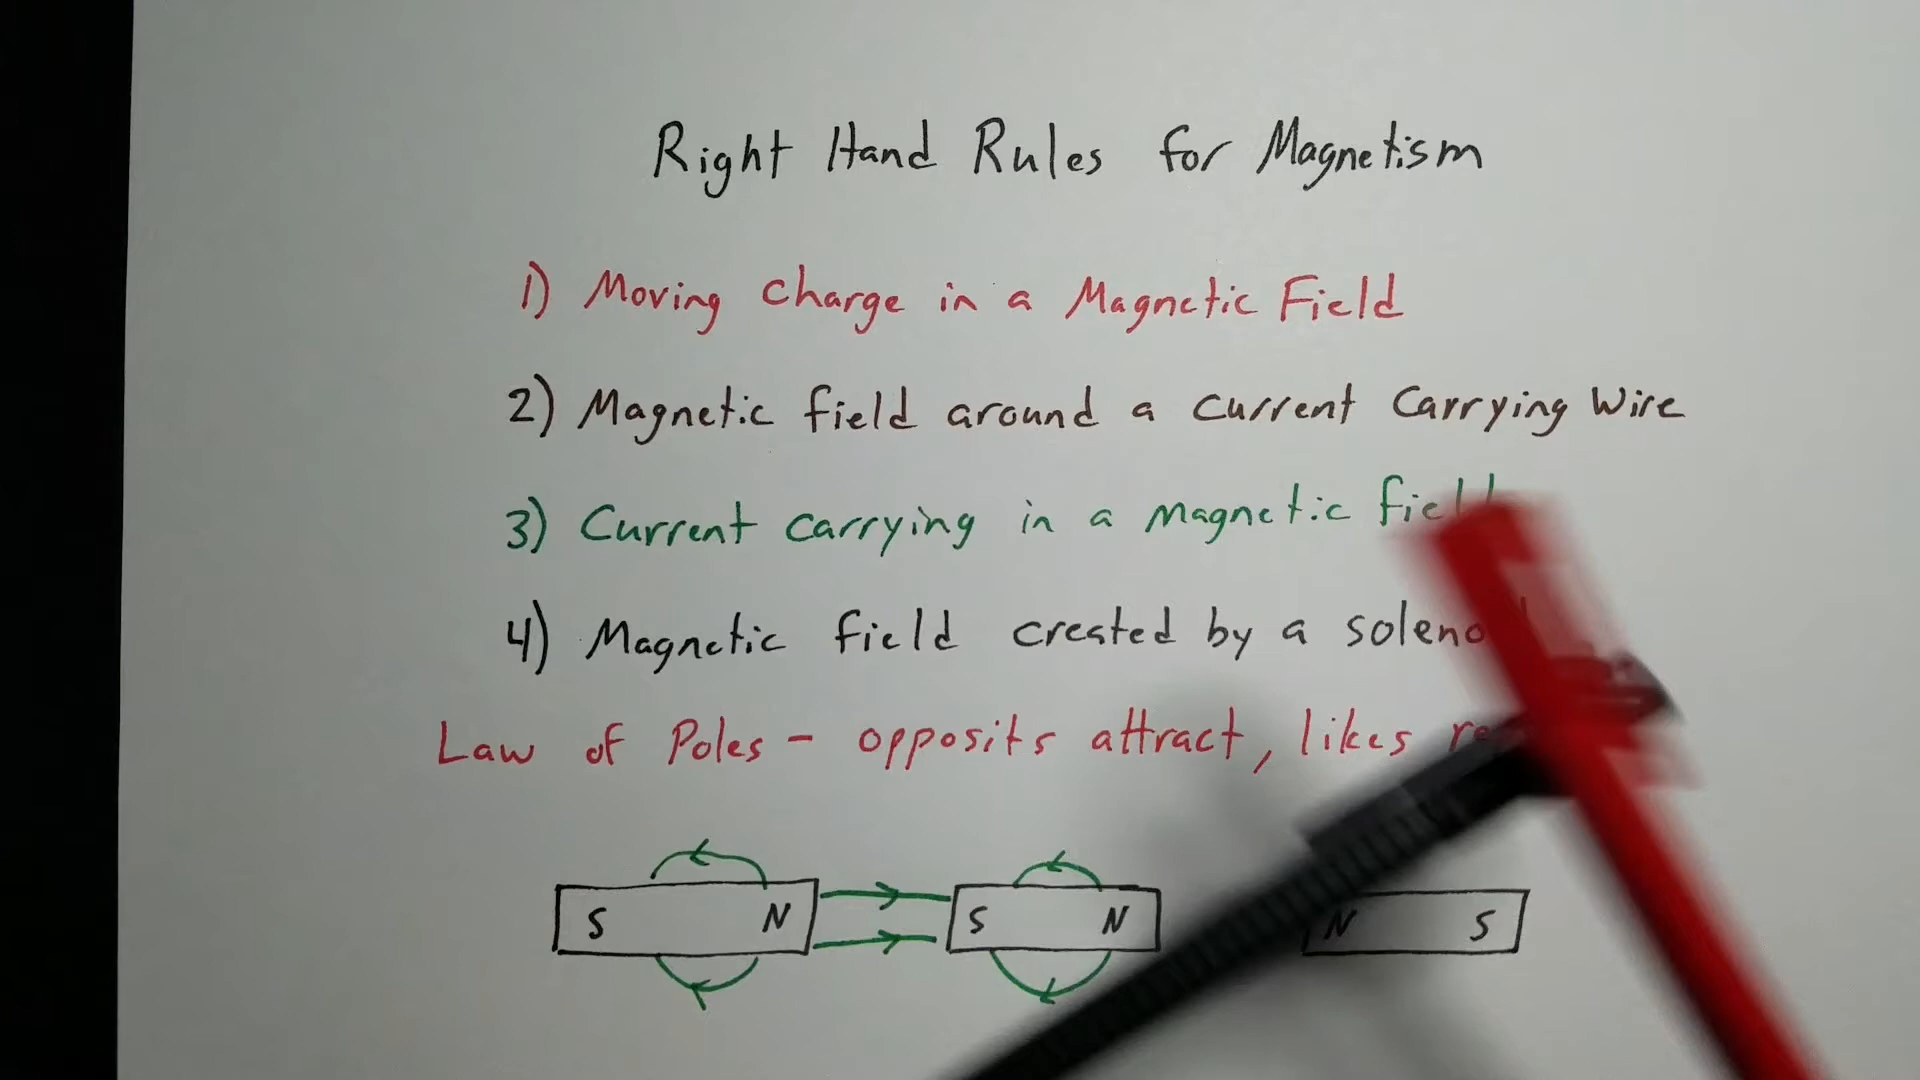 Right Hand Rules for Magnetism
1) Moving charge in a Magnetic Field
2) Magnetic field around a current carrying wire
3) Current carrying in a magnetic field
4) Magnetic field created by a
Law of Poles - opposits attract, likes
S N S N N S